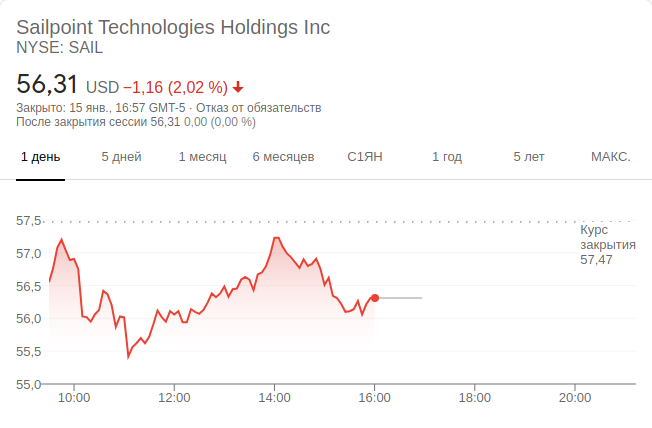 Sailpoint Technologies Holdings Inc
NYSE: SAIL
56,31 USD −1,16 (2,02 %)
Закрыто: 15 янв., 16:57 GMT-5 · Отказ от обязательств
После закрытия сессии 56,31 0,00 (0,00 %)
1 день 5 дней 1 месяц 6 месяцев С1ЯН 1 год 5 лет МАКС.
57,5
Курс
закрытия
57,47
57,0
56,5
56,0
55,5
55,0
10:00 12:00 14:00 16:00 18:00 20:00